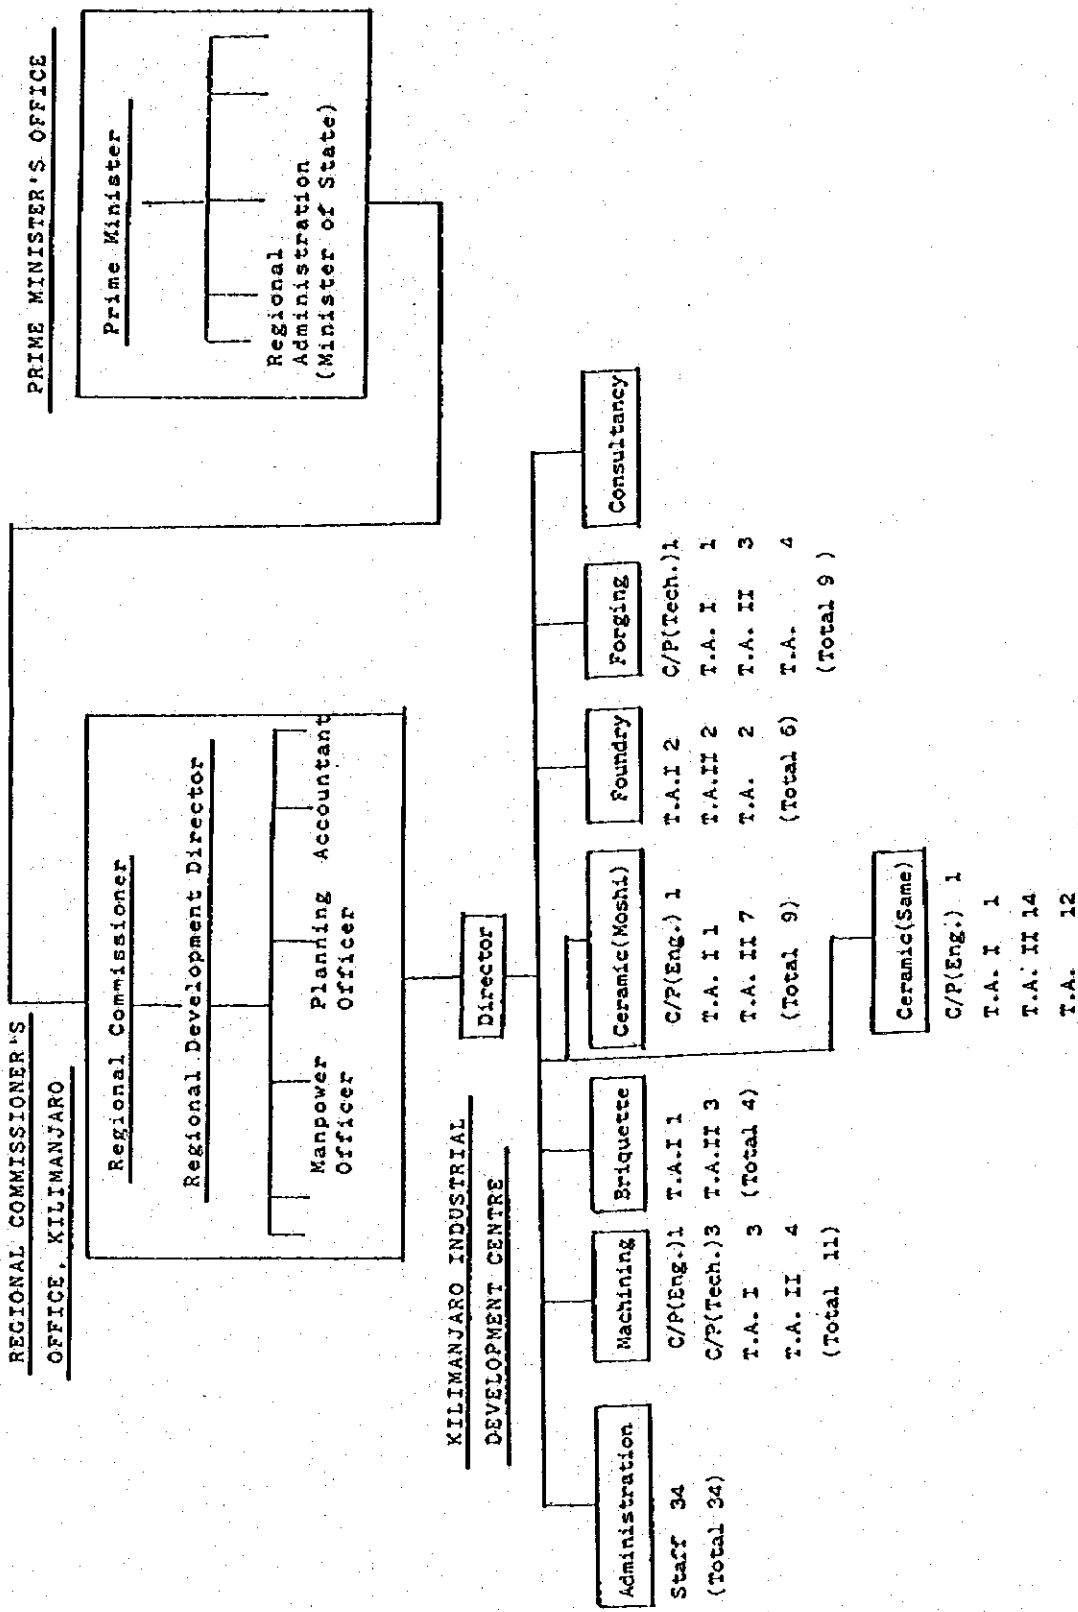 PRIME MINISTER'S OFFICE
Prime Minister
Regional
Administration
(Minister of State)
REGIONAL COMMISSIONER'S
OFFICE, KILIMANJARO
Regional Commissioner
Regional Development Director
Manpower
Officer
Planning
Officer
Accountant
KILIMANJARO INDUSTRIAL
DEVELOPMENT CENTRE
Director
Administration
Staff 34
(Total 34)
Machining
C/P(Eng.)1
C/P(Tech.)3
T.A. I 3
T.A. II 4
(Total 11)
Briquette
T.A.I 1
T.A.II 3
(Total 4)
Ceramic(Moshi)
C/P(Eng.) 1
T.A. I 1
T.A. II 7
(Total 9)
Ceramic(Same)
C/P(Eng.) 1
T.A. I 1
T.A. II 14
T.A. 12
Foundry
T.A.I 2
T.A.II 2
T.A. 2
(Total 6)
Forging
C/P(Tech.)1
T.A. I 1
T.A. II 3
T.A. 4
(Total 9 )
Consultancy